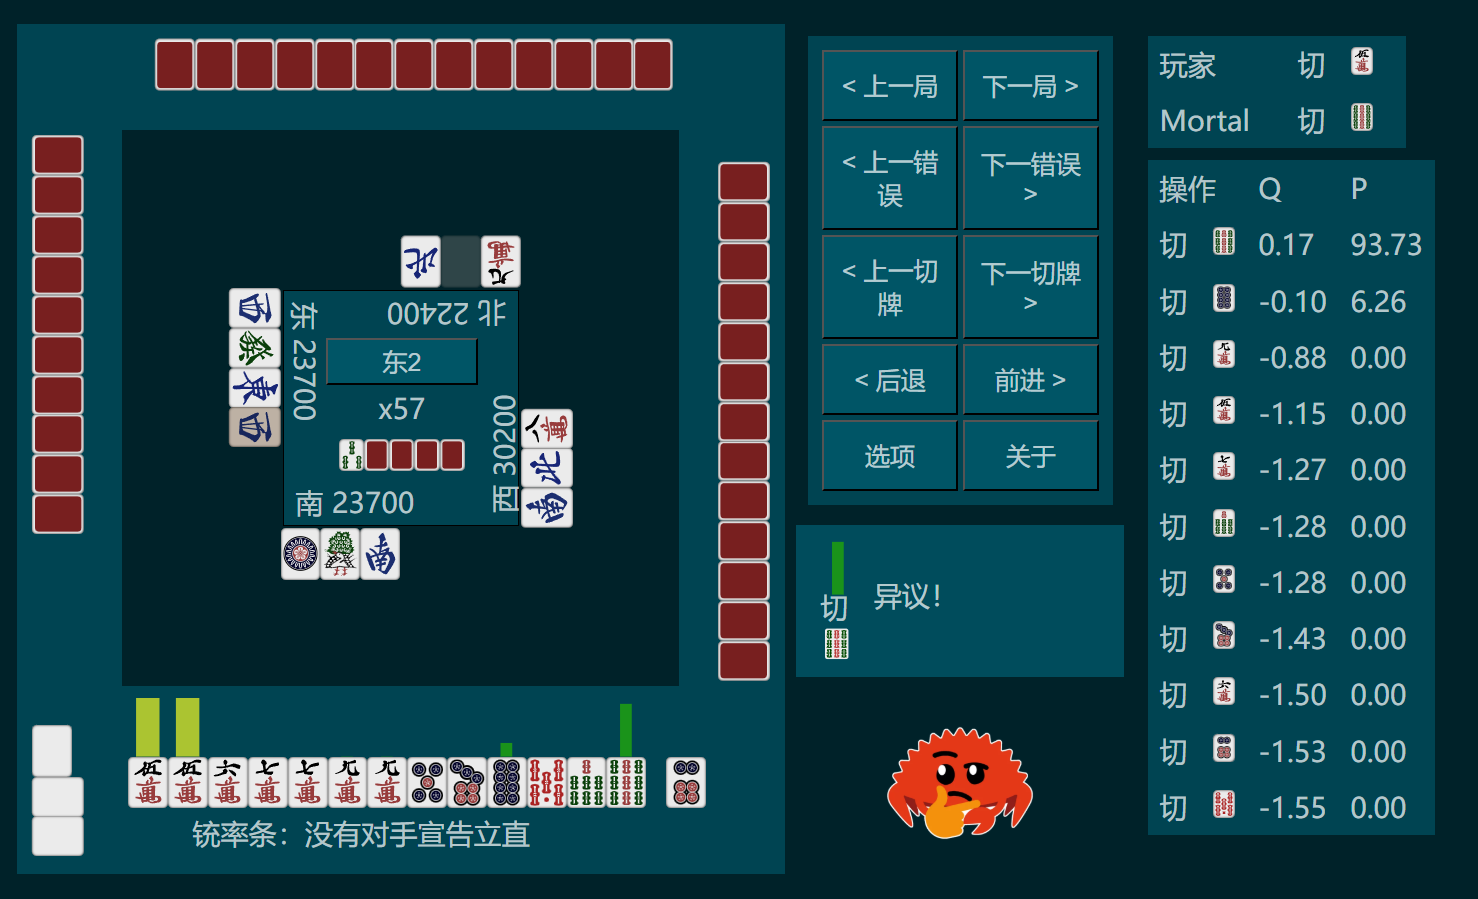 北 22400
东 23700
东2
x57
西 30200
南 23700
铳率条：没有对手宣告立直
< 上一局
下一局 >
< 上一错误
下一错误 >
< 上一切牌
下一切牌 >
< 后退
前进 >
选项
关于
切
异议！
玩家 切
Mortal 切
操作 Q P
切 0.17 93.73
切 -0.10 6.26
切 -0.88 0.00
切 -1.15 0.00
切 -1.27 0.00
切 -1.28 0.00
切 -1.28 0.00
切 -1.43 0.00
切 -1.50 0.00
切 -1.53 0.00
切 -1.55 0.00